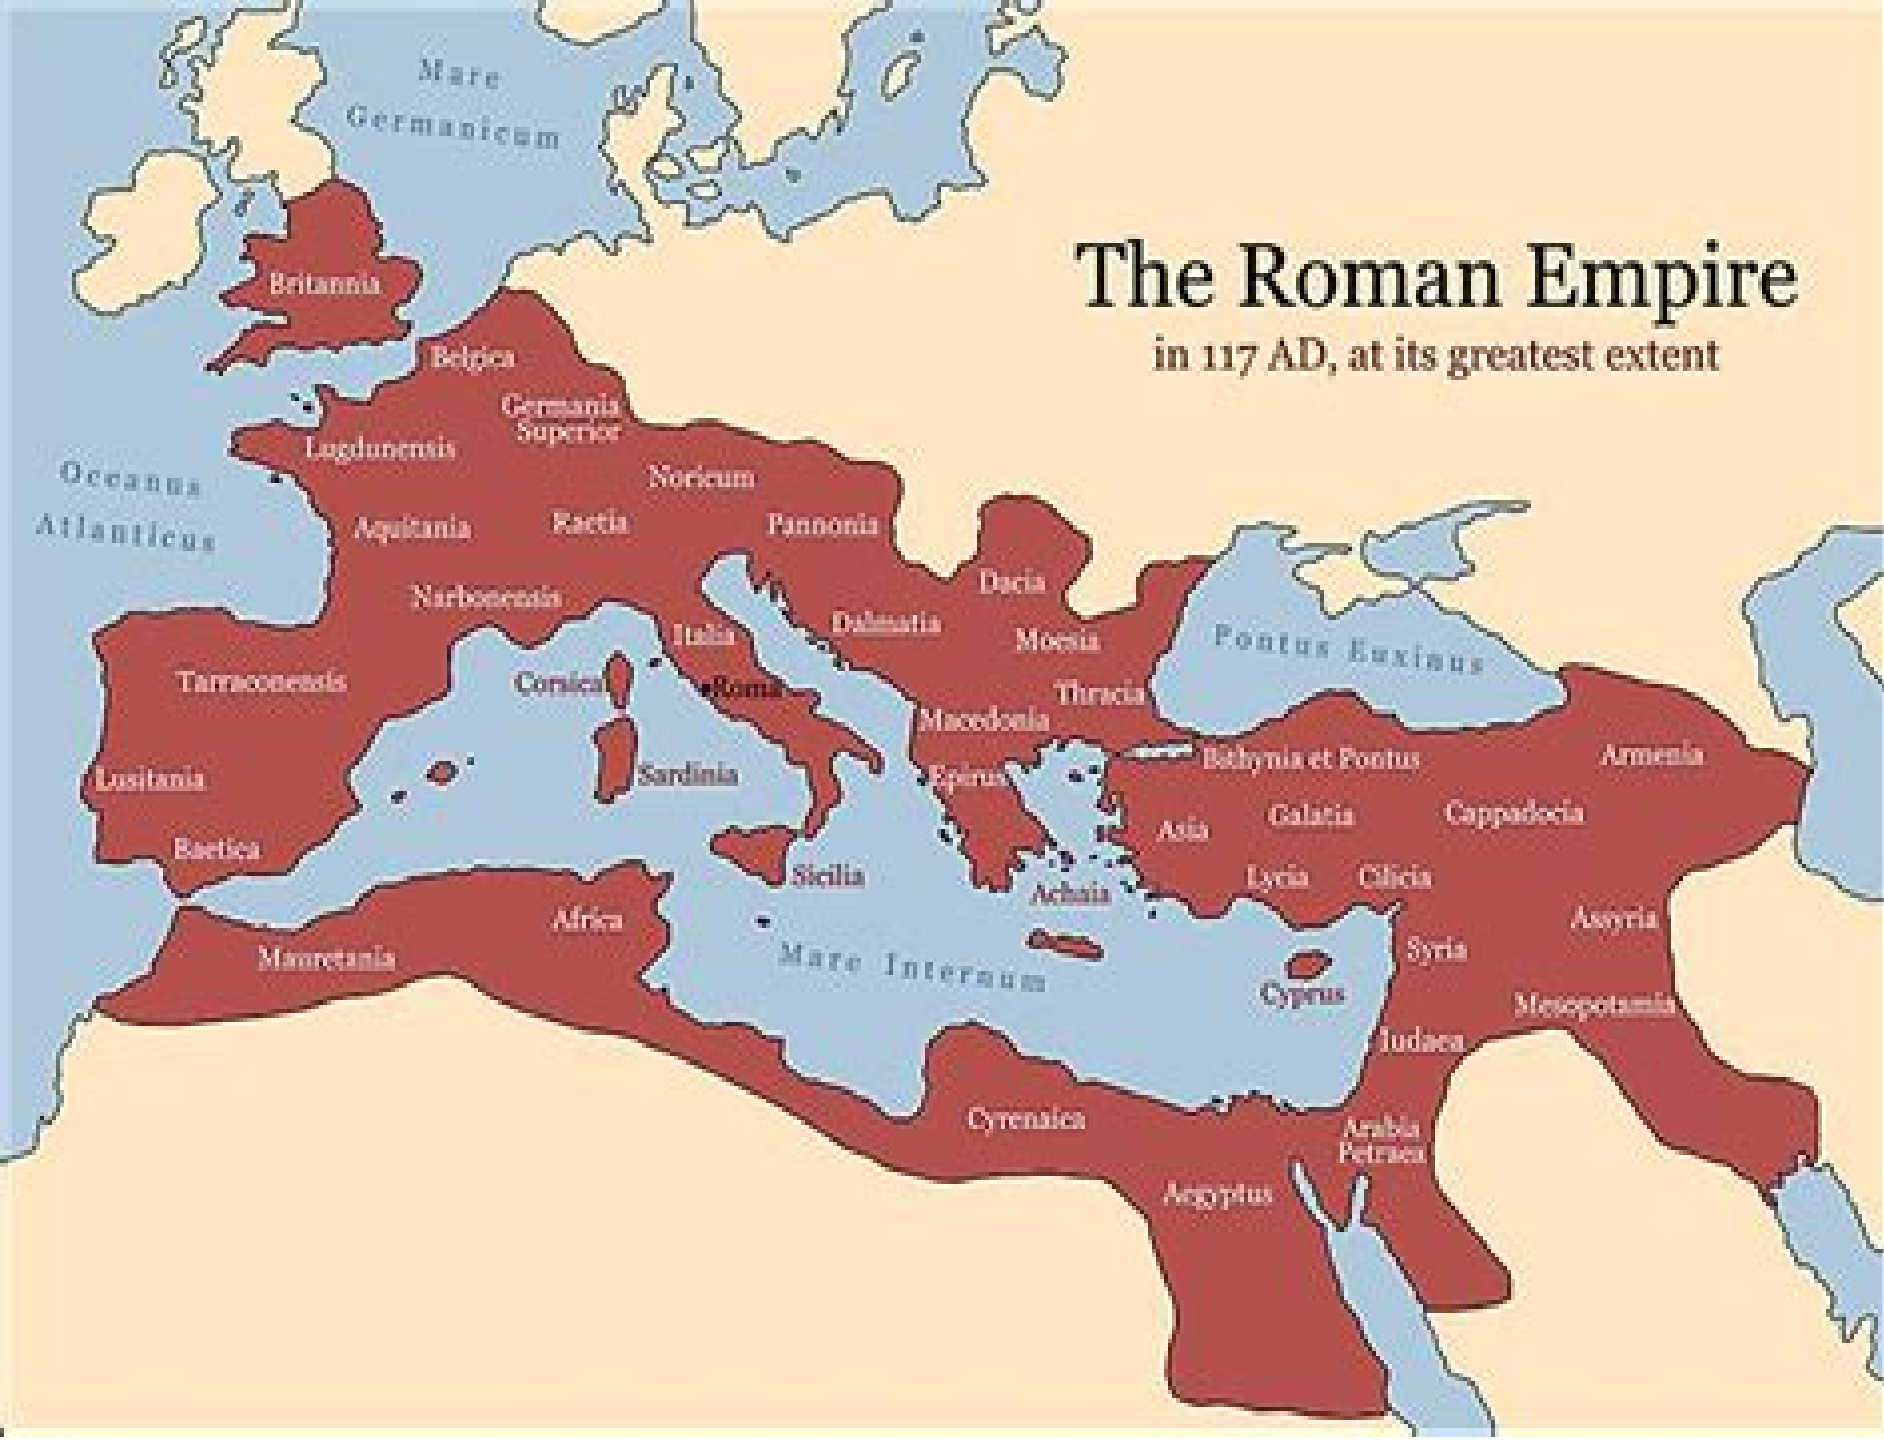 Mare
Germanicum
The Roman Empire
in 117 AD, at its greatest extent
Britannia
Belgica
Germania
Superior
Lugdunensis
Oceanus
Atlanticus
Noricum
Aquitania
Raetia
Pannonia
Dacia
Narbonensis
Dalmatia
Italia
Moesia
Pontus Euxinus
Tarraconensis
Corsica
Roma
Thracia
Macedonia
Bithynia et Pontus
Armenia
Lusitania
Sardinia
Epirus
Asia
Galatia
Cappadocia
Baetica
Sicilia
Achaia
Lycia
Cilicia
Africa
Assyria
Mauretania
Mare Internum
Syria
Cyprus
Mesopotamia
Iudaea
Cyrenaica
Arabia
Petraea
Aegyptus